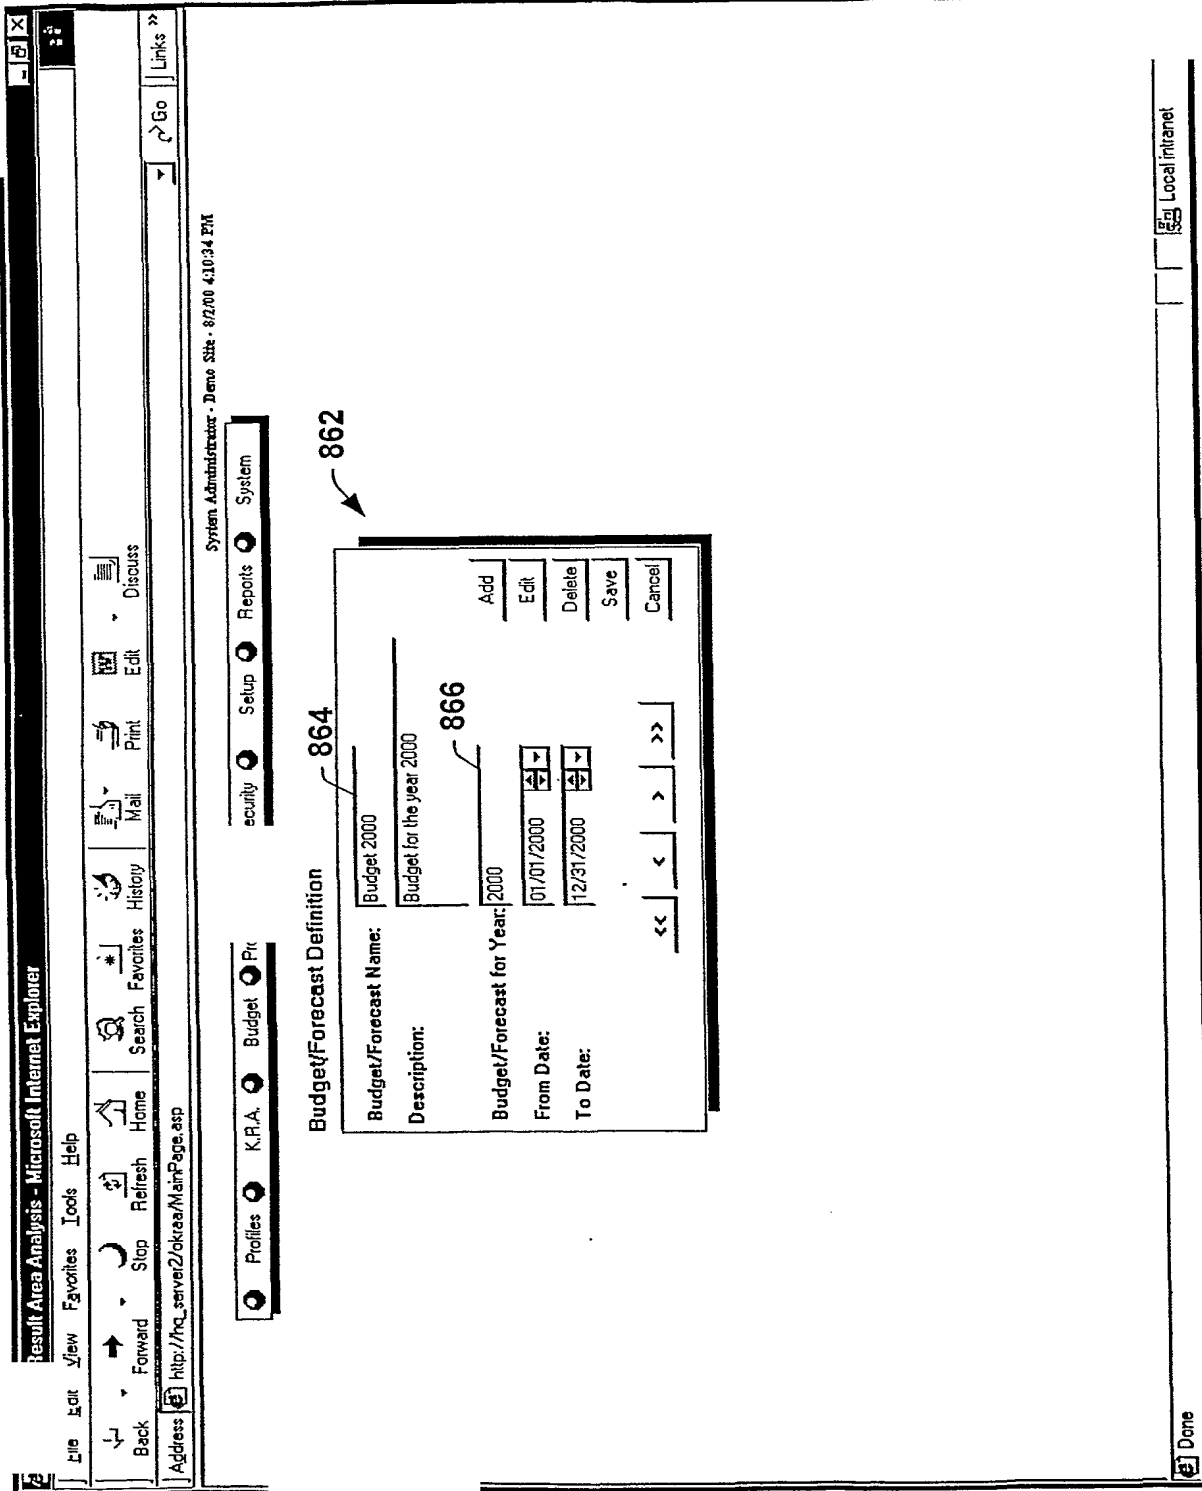 Result Area Analysis - Microsoft Internet Explorer
File Edit View Favorites Tools Help
Back Forward Stop Refresh Home Search Favorites History Mail Print Edit Discuss
Address http://hq_server2/okraa/MainPage.asp Go Links »
System Administrator - Demo Site - 8/2/00 4:10:34 PM
Profiles K.R.A. Budget Pro ecurity Setup Reports System
862
Budget/Forecast Definition
864
Budget/Forecast Name: Budget 2000
Description: Budget for the year 2000
866
Add
Budget/Forecast for Year: 2000
Edit
From Date: 01/01/2000
Delete
To Date: 12/31/2000
Save
Cancel
<< < > >>
Done Local intranet